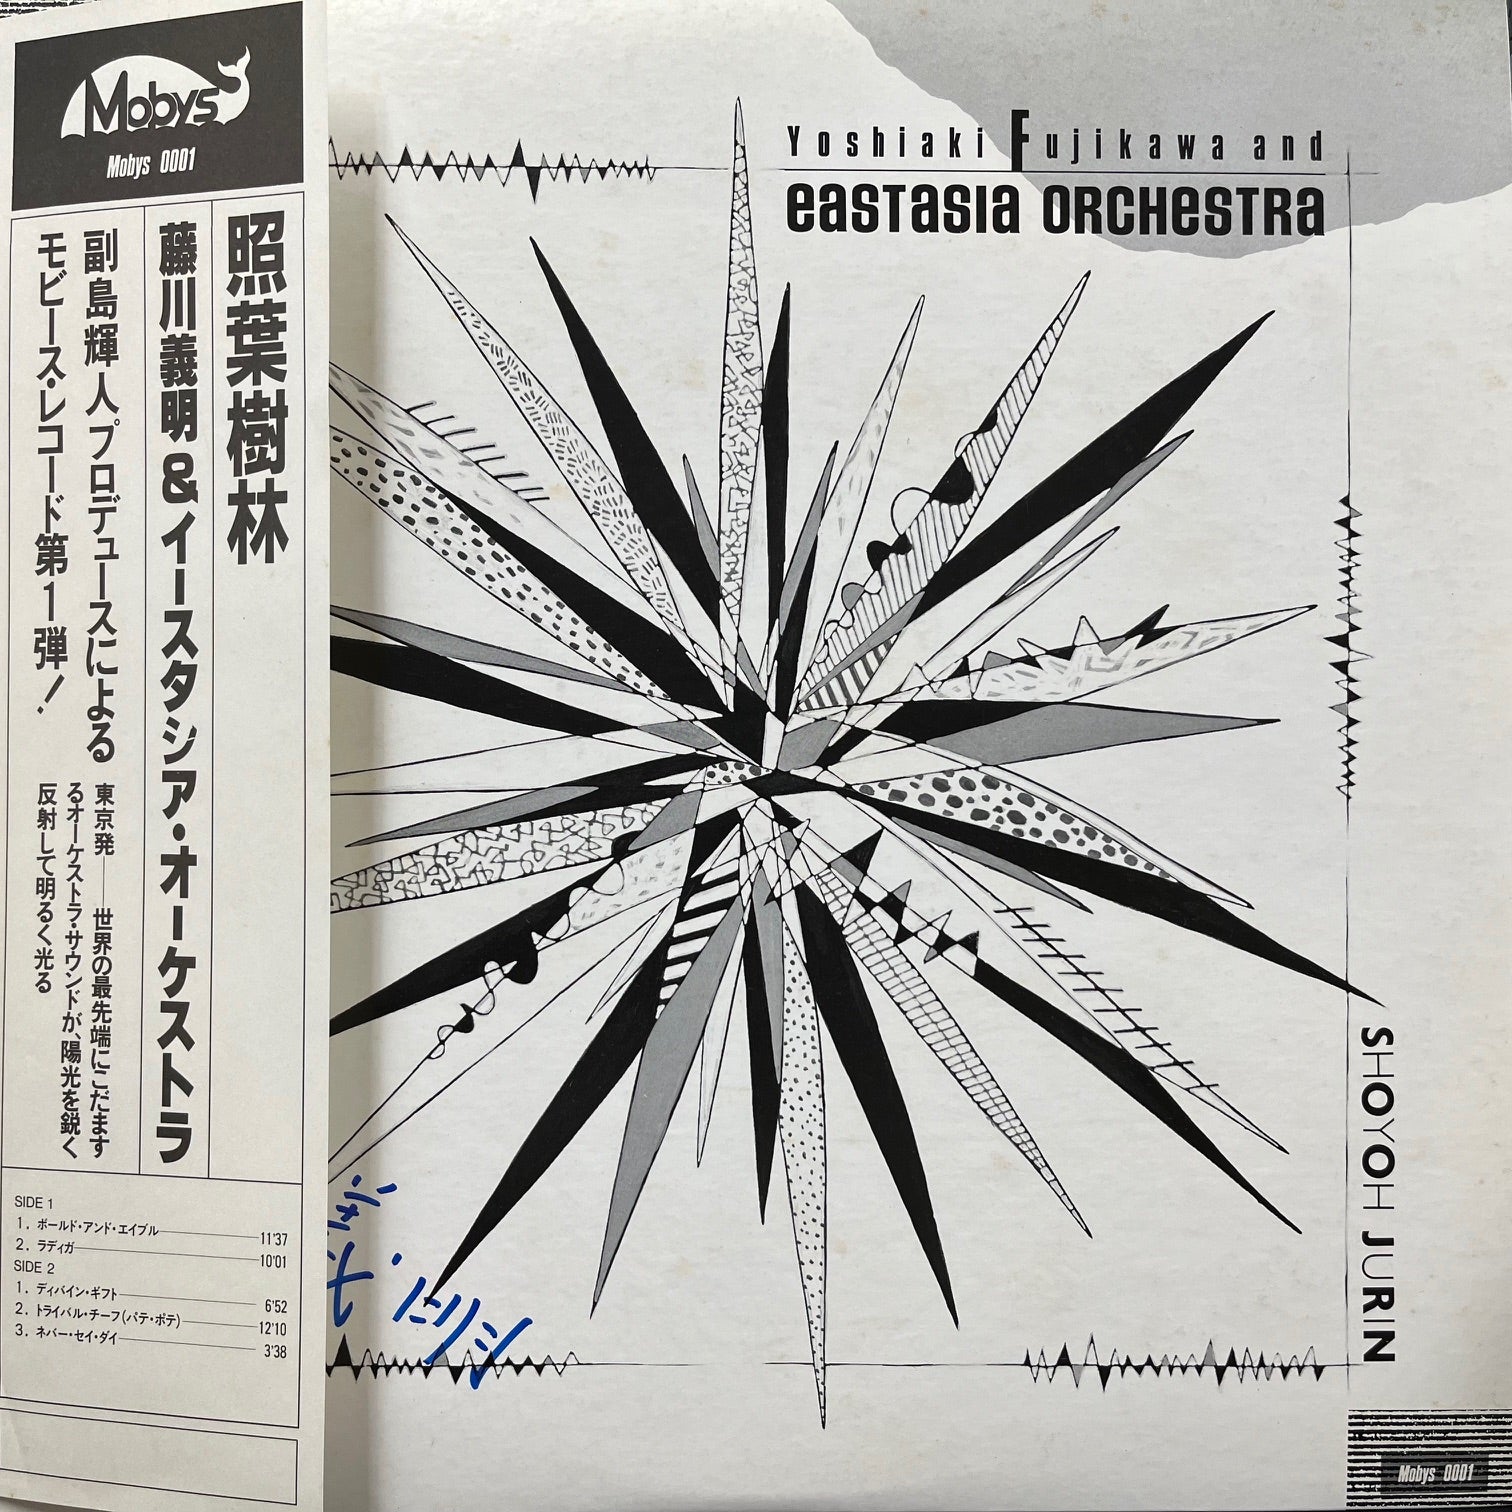 Mobys
Mobys 0001
照葉樹林
藤川義明&イースタシア・オーケストラ
副島輝人プロデュースによる
モビース・レコード第1弾!
東京発――世界の最先端にこだます
るオーケストラ・サウンドが、陽光を鋭く
反射して明るく光る
SIDE 1
1. ボールド・アンド・エイブル 11'37
2. ラディガ 10'01
SIDE 2
1. ディバイン・ギフト 6'52
2. トライバル・チーフ(パテ・ポテ) 12'10
3. ネバー・セイ・ダイ 3'38
Yoshiaki Fujikawa and
eastasia orchestra
SHOYOH JURIN
Mobys 0001